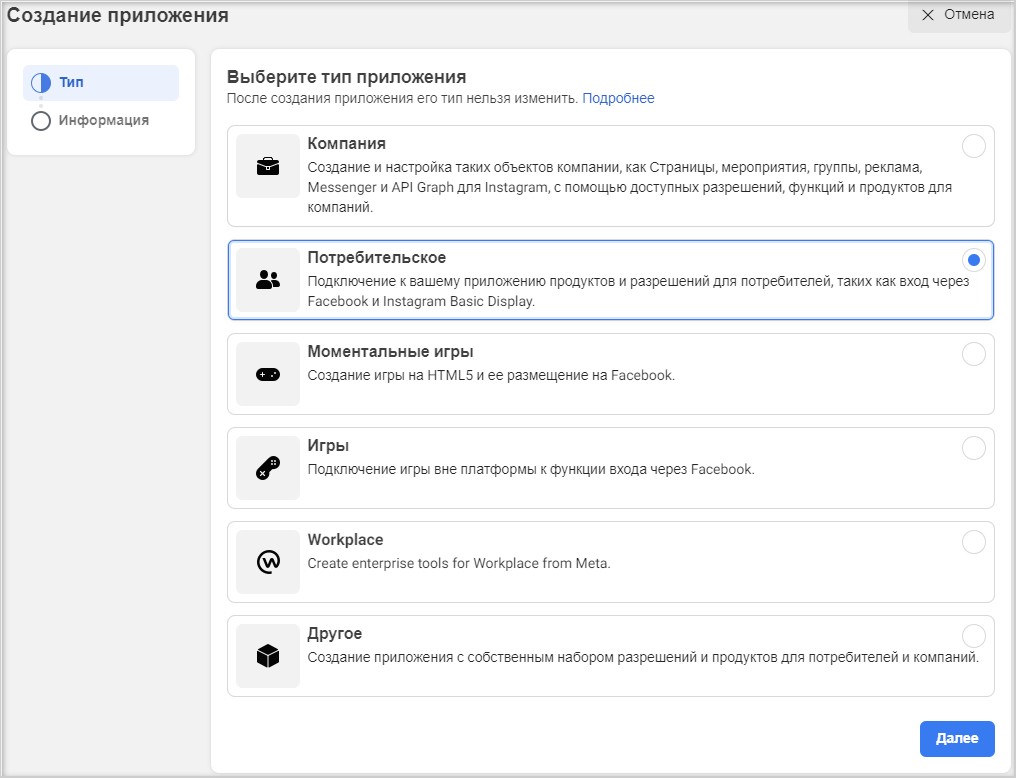 Создание приложения
Отмена
Тип
Информация
Выберите тип приложения
После создания приложения его тип нельзя изменить. Подробнее
Компания
Создание и настройка таких объектов компании, как Страницы, мероприятия, группы, реклама,
Messenger и API Graph для Instagram, с помощью доступных разрешений, функций и продуктов для
компаний.
Потребительское
Подключение к вашему приложению продуктов и разрешений для потребителей, таких как вход через
Facebook и Instagram Basic Display.
Моментальные игры
Создание игры на HTML5 и ее размещение на Facebook.
Игры
Подключение игры вне платформы к функции входа через Facebook.
Workplace
Create enterprise tools for Workplace from Meta.
Другое
Создание приложения с собственным набором разрешений и продуктов для потребителей и компаний.
Далее